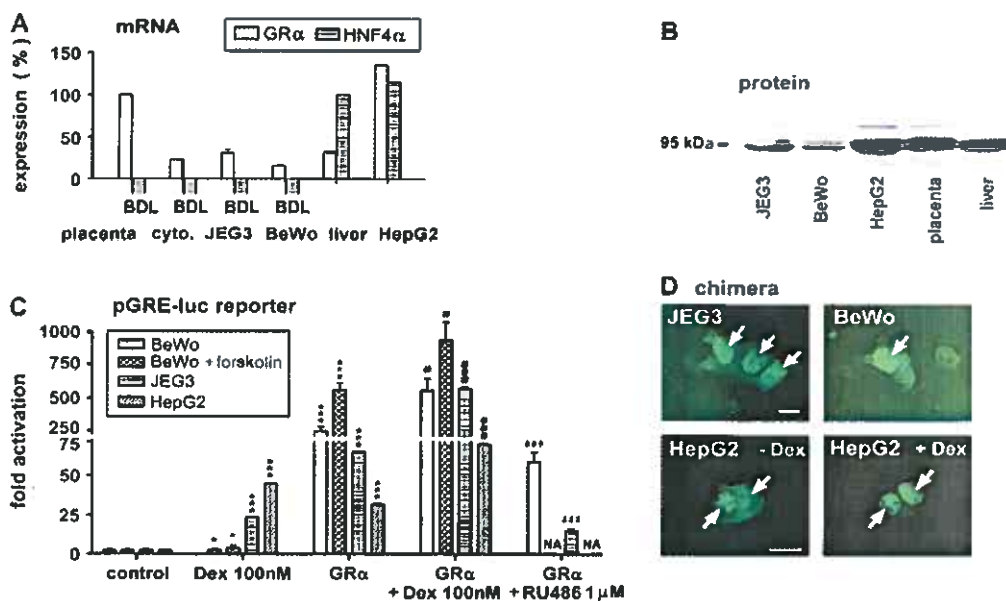 A
mRNA
GRα
HNF4α
expression (%)
150
100
50
0
BDL BDL BDL BDL
placenta cyto. JEG3 BeWo liver HepG2
B
protein
95 kDa
JEG3
BeWo
HepG2
placenta
liver
C
pGRE-luc reporter
BeWo
BeWo + forskolin
JEG3
HepG2
fold activation
1000
750
500
250
75
50
25
0
* * *** ***
*** *** *** ***
# # ### ###
NA NA
control Dex 100nM GRα GRα GRα
+ Dex 100nM + RU486 1 μM
D chimera
JEG3
BeWo
HepG2 - Dex
HepG2 + Dex